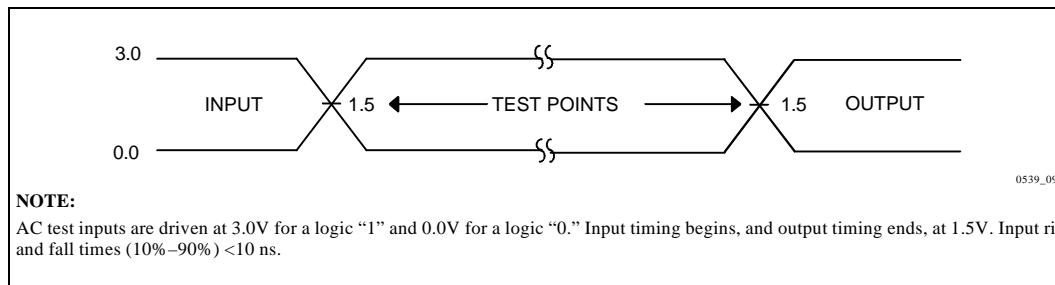 3.0
INPUT 1.5 TEST POINTS 1.5 OUTPUT
0.0
0539_09
NOTE:
AC test inputs are driven at 3.0V for a logic “1” and 0.0V for a logic “0.” Input timing begins, and output timing ends, at 1.5V. Input
and fall times (10%–90%) <10 ns.